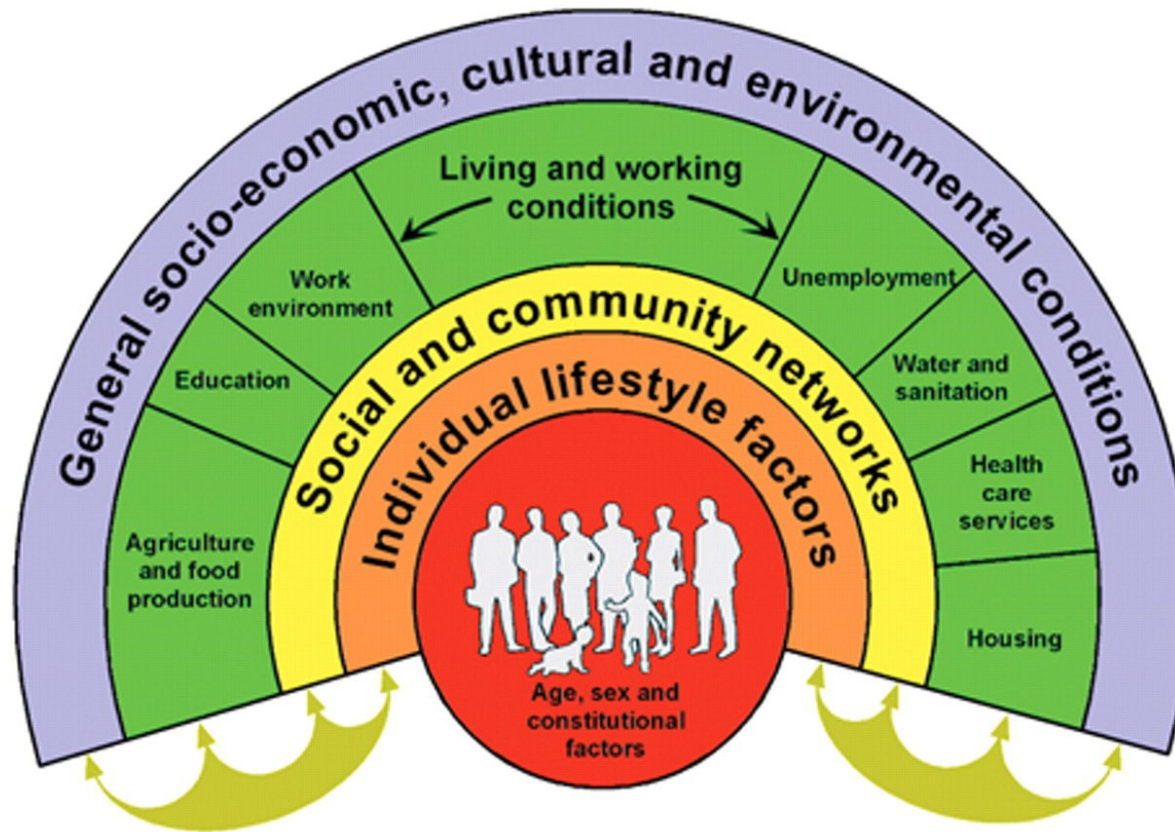 General socio-economic, cultural and environmental conditions
Living and working
conditions
Work
environment
Unemployment
Education
Water and
sanitation
Agriculture
and food
production
Health
care
services
Housing
Social and community networks
Individual lifestyle factors
Age, sex and
constitutional
factors